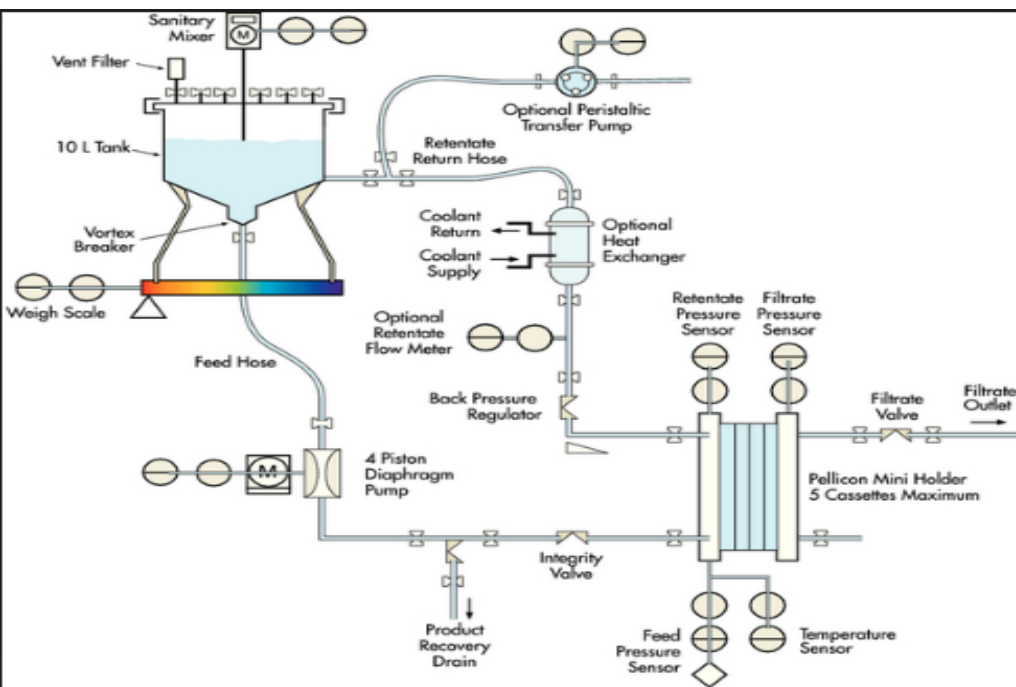 Sanitary
Mixer
M
Vent Filter
Optional Peristaltic
Transfer Pump
10 L Tank
Retentate
Return Hose
Vortex
Breaker
Coolant
Return
Coolant
Supply
Optional
Heat
Exchanger
Weigh Scale
Optional
Retentate
Flow Meter
Retentate
Pressure
Sensor
Filtrate
Pressure
Sensor
Feed Hose
Back Pressure
Regulator
Filtrate
Valve
Filtrate
Outlet
M
4 Piston
Diaphragm
Pump
Pellicon Mini Holder
5 Cassettes Maximum
Integrity
Valve
Product
Recovery
Drain
Feed
Pressure
Sensor
Temperature
Sensor